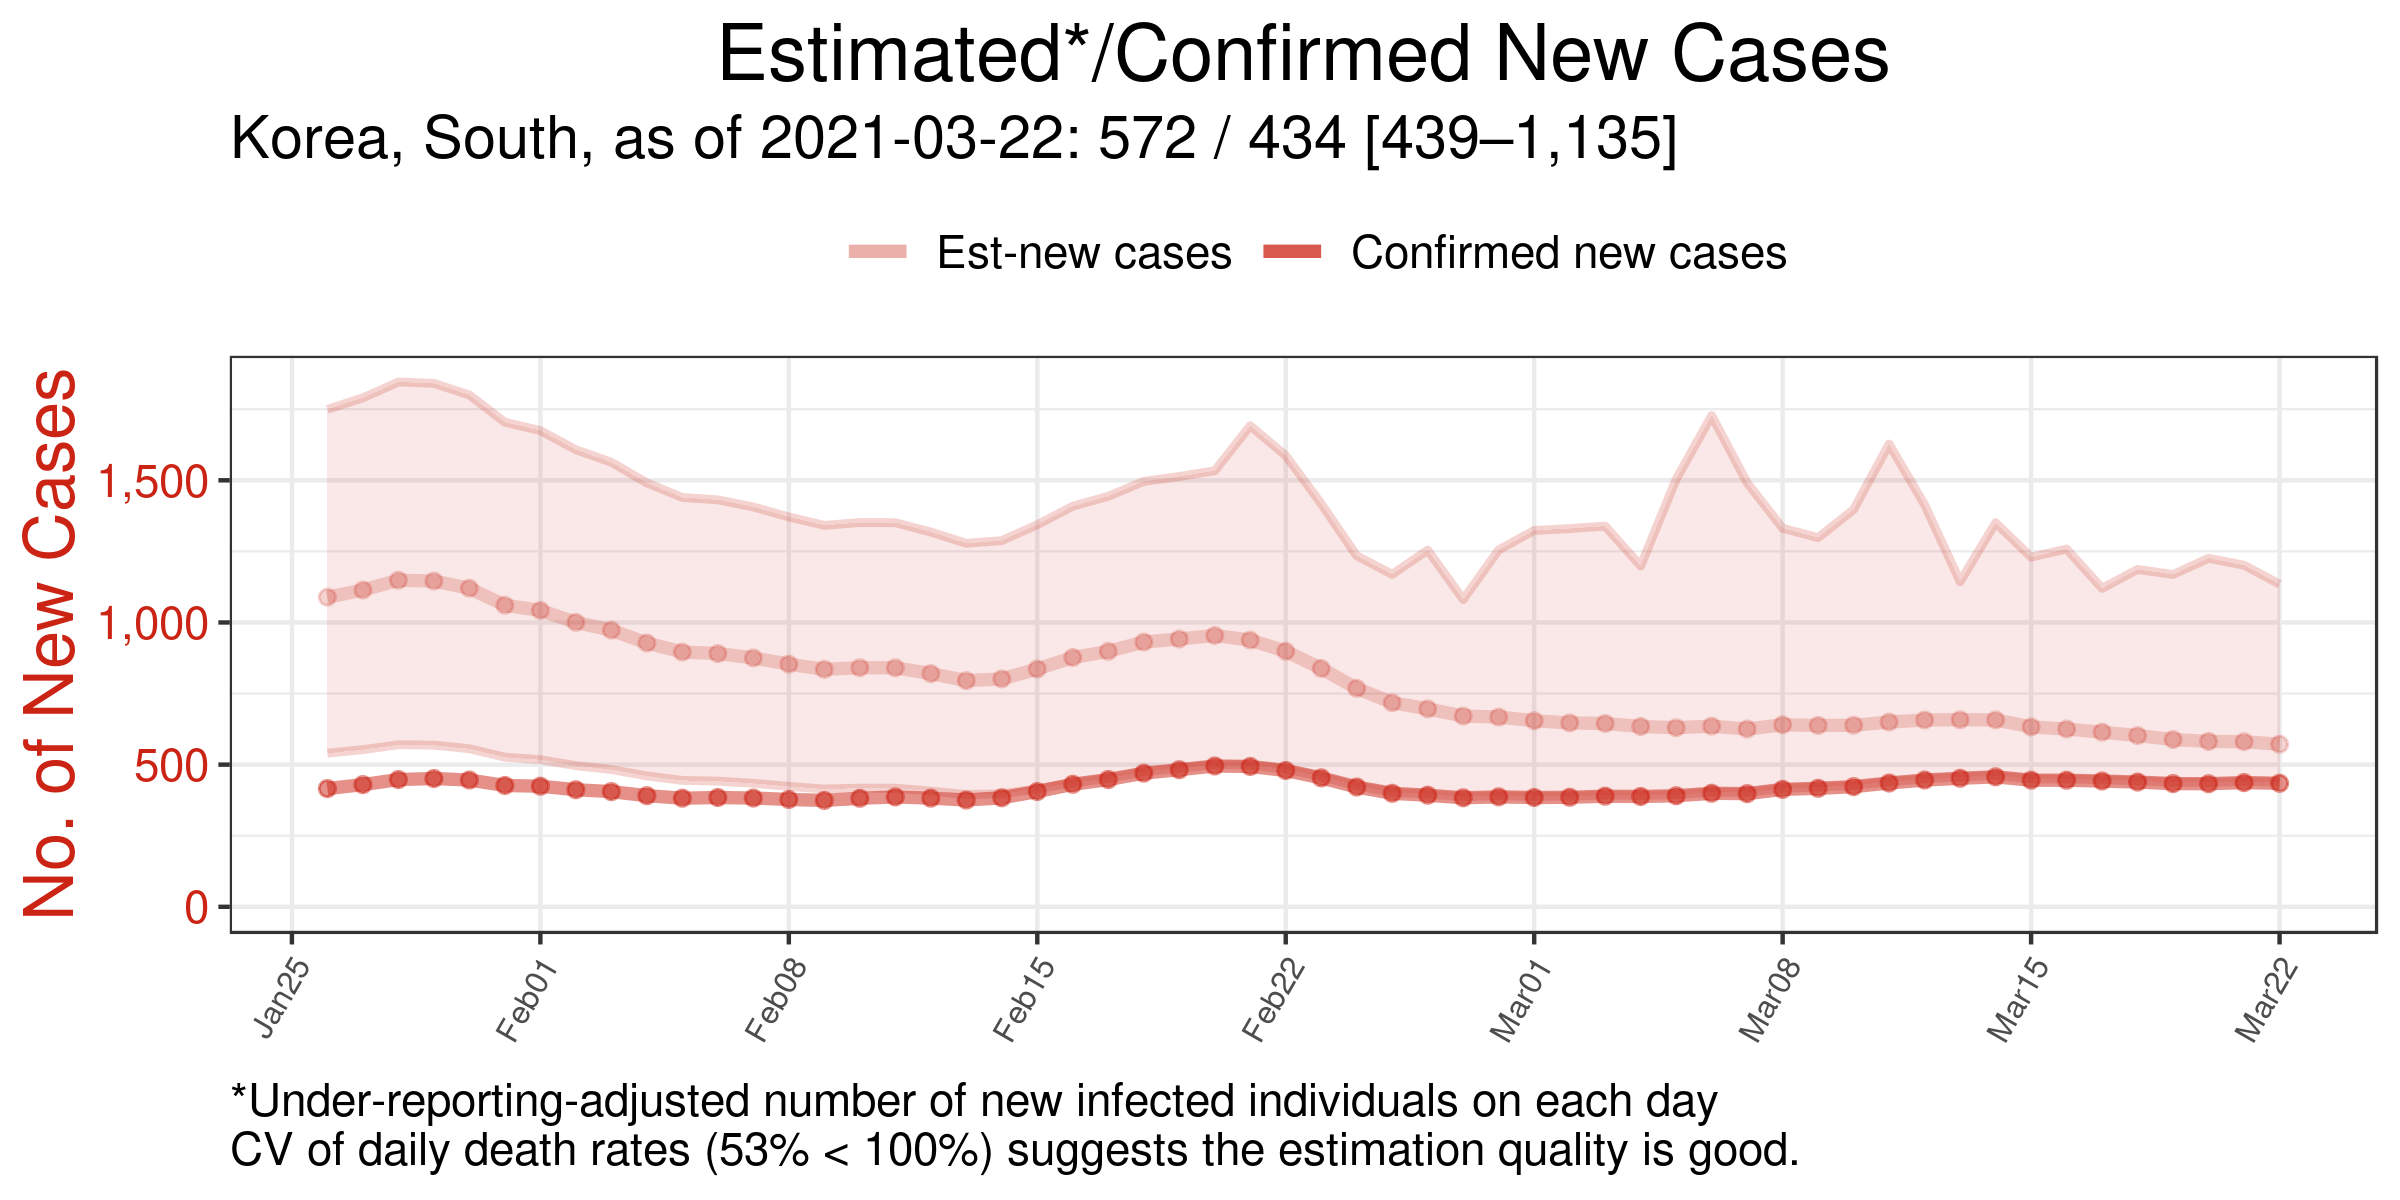 Estimated*/Confirmed New Cases
Korea, South, as of 2021-03-22: 572 / 434 [439–1,135]
Est-new cases
Confirmed new cases
No. of New Cases
1,500
1,000
500
0
Jan25
Feb01
Feb08
Feb15
Feb22
Mar01
Mar08
Mar15
Mar22
*Under-reporting-adjusted number of new infected individuals on each day
CV of daily death rates (53% < 100%) suggests the estimation quality is good.